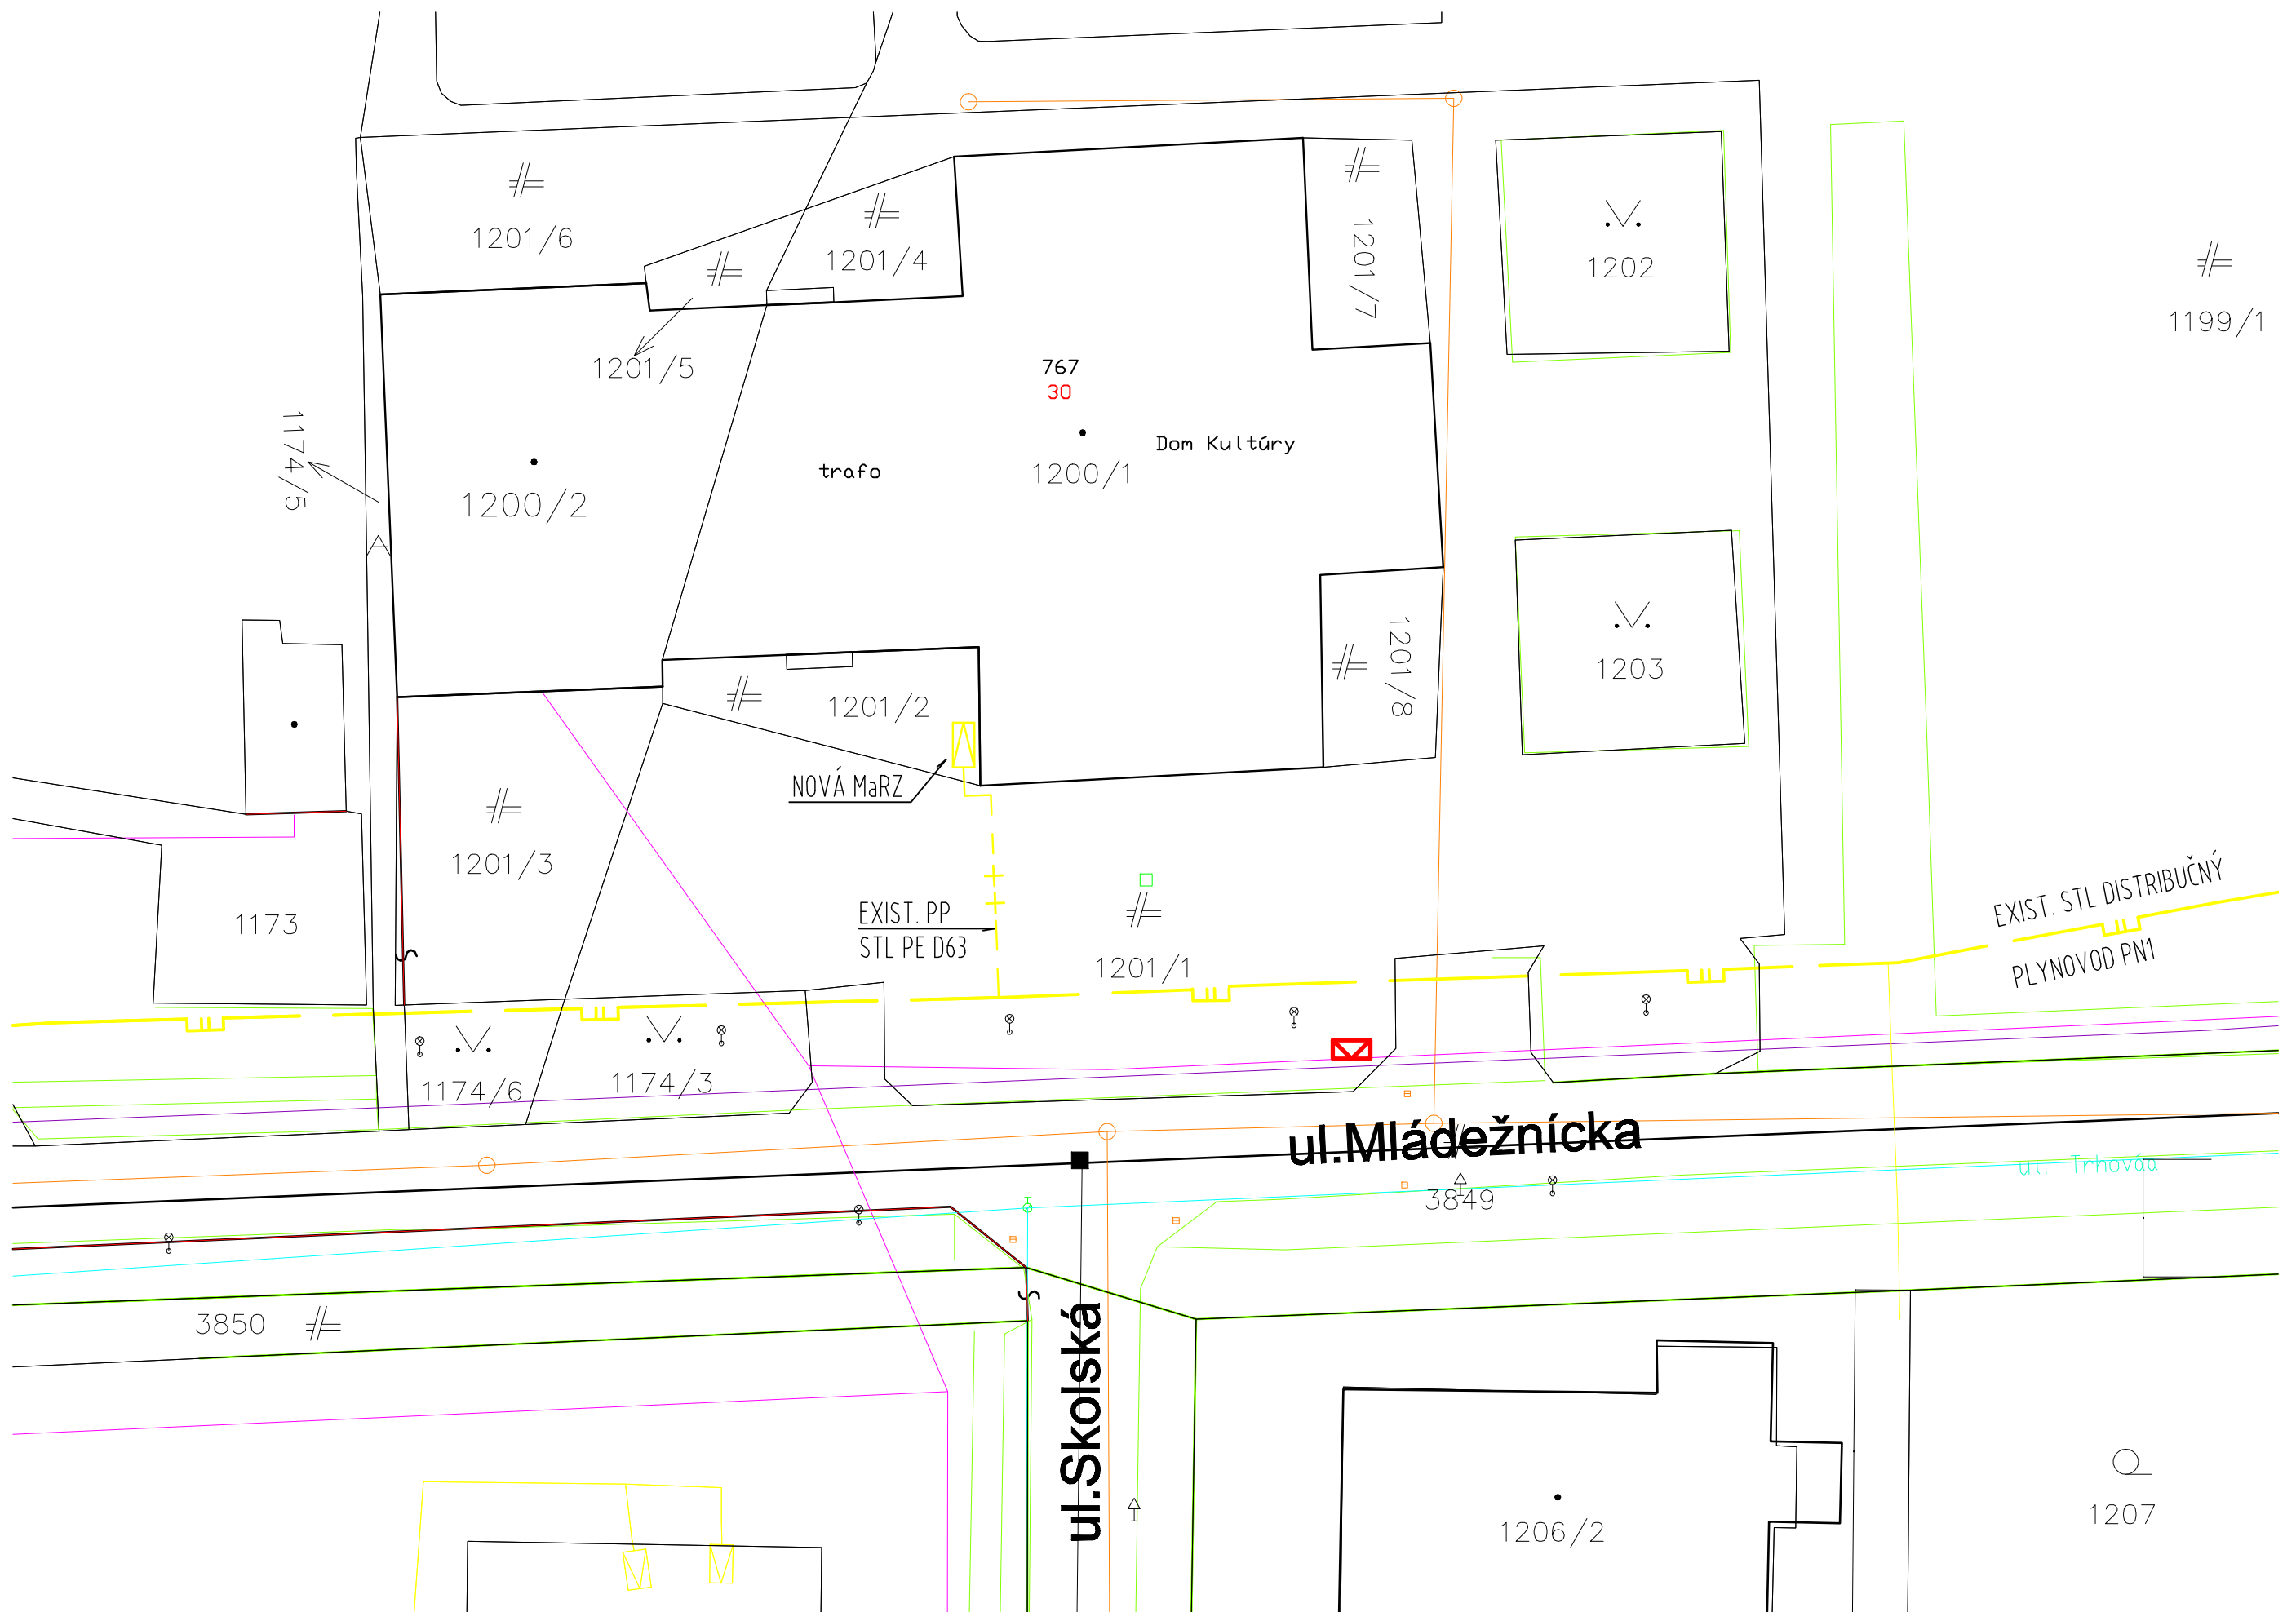 1201/6
1201/4
1201/7
1202
1199/1
1201/5
767
30
Dom Kultúry
trafo
1200/1
1174/5
1200/2
1201/8
1203
1201/2
NOVÁ MaRZ
1201/3
1173
EXIST. PP
STL PE D63
1201/1
EXIST. STL DISTRIBUČNÝ
PLYNOVOD PN1
1174/6
1174/3
ul.Mládežnícka
ul. Trhováa
3849
3850
ul.Skolská
1206/2
1207